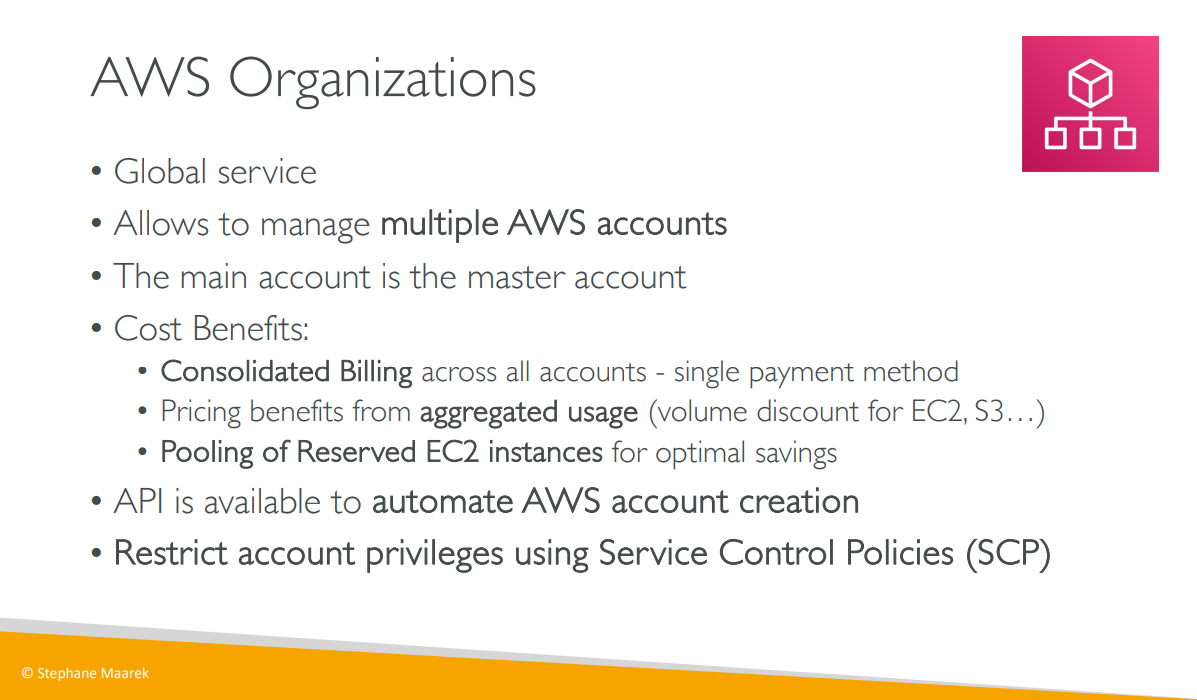 AWS Organizations
• Global service
• Allows to manage multiple AWS accounts
• The main account is the master account
• Cost Benefits:
• Consolidated Billing across all accounts - single payment method
• Pricing benefits from aggregated usage (volume discount for EC2, S3…)
• Pooling of Reserved EC2 instances for optimal savings
• API is available to automate AWS account creation
• Restrict account privileges using Service Control Policies (SCP)
© Stephane Maarek